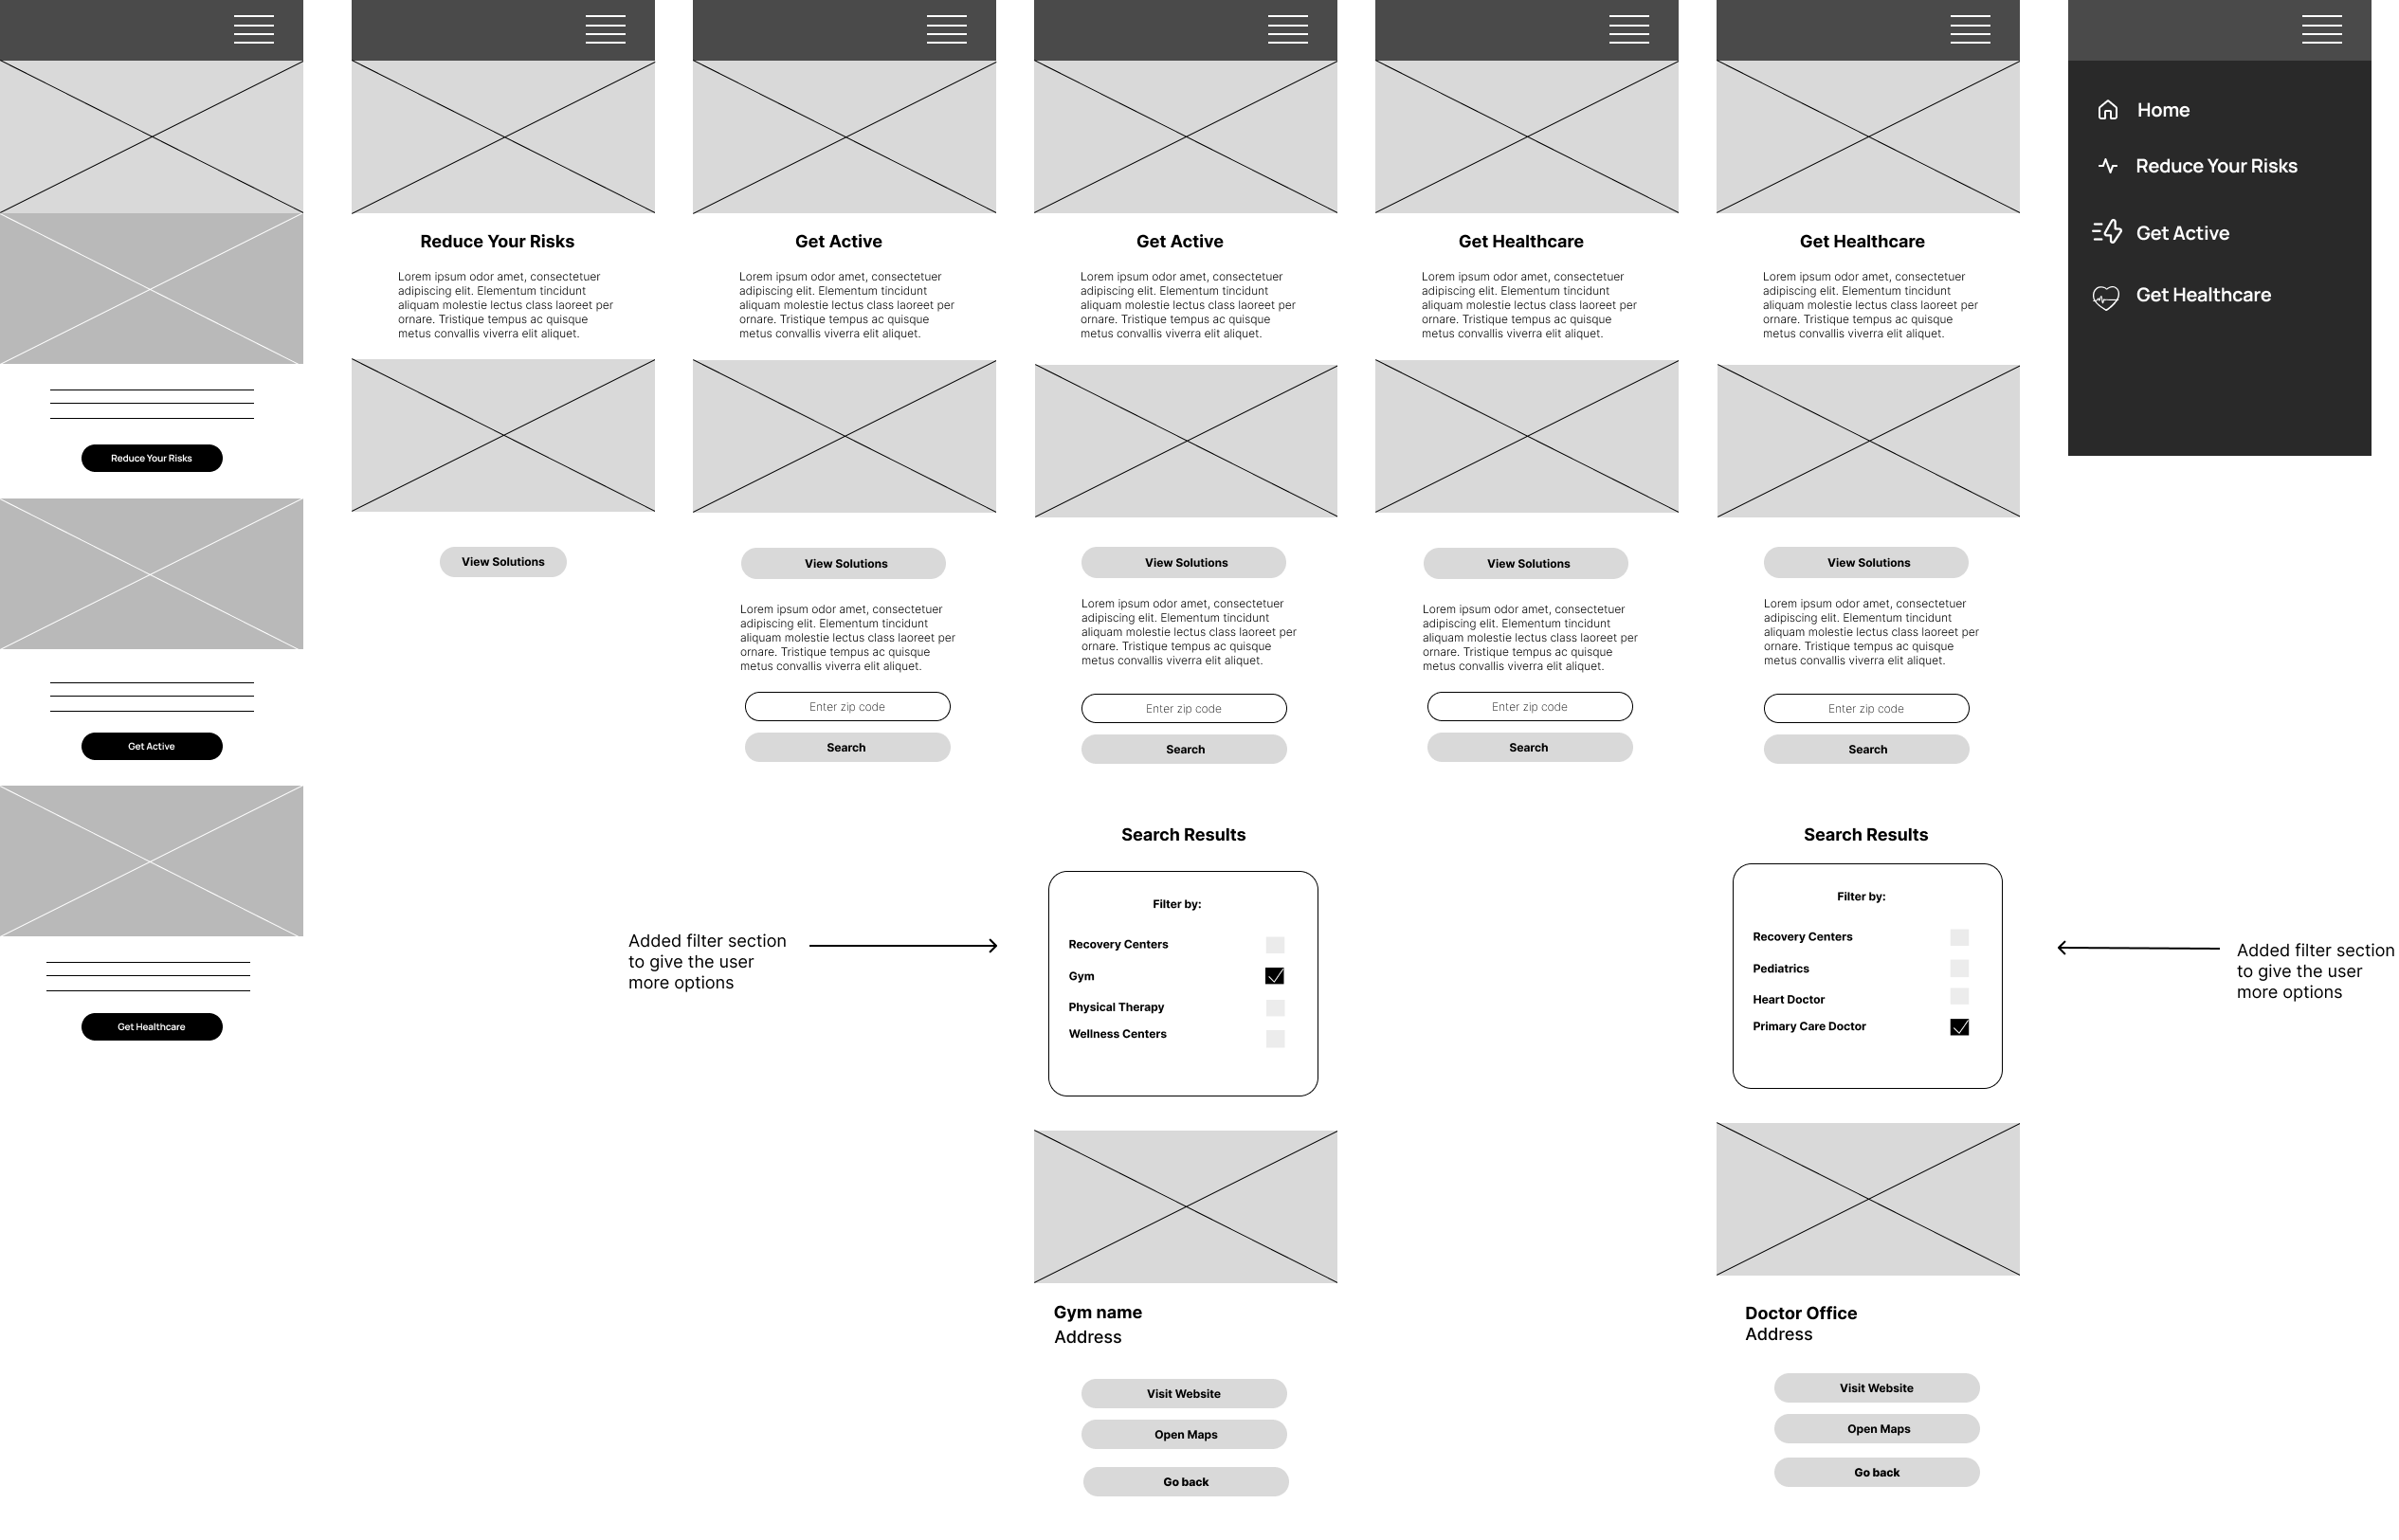 Reduce Your Risks
Get Active
Get Healthcare
Reduce Your Risks
Lorem ipsum odor amet, consectetuer
adipiscing elit. Elementum tincidunt
aliquam molestie lectus class laoreet per
ornare. Tristique tempus ac quisque
metus convallis viverra elit aliquet.
View Solutions
Get Active
Lorem ipsum odor amet, consectetuer
adipiscing elit. Elementum tincidunt
aliquam molestie lectus class laoreet per
ornare. Tristique tempus ac quisque
metus convallis viverra elit aliquet.
View Solutions
Lorem ipsum odor amet, consectetuer
adipiscing elit. Elementum tincidunt
aliquam molestie lectus class laoreet per
ornare. Tristique tempus ac quisque
metus convallis viverra elit aliquet.
Enter zip code
Search
Added filter section
to give the user
more options
Get Active
Lorem ipsum odor amet, consectetuer
adipiscing elit. Elementum tincidunt
aliquam molestie lectus class laoreet per
ornare. Tristique tempus ac quisque
metus convallis viverra elit aliquet.
View Solutions
Lorem ipsum odor amet, consectetuer
adipiscing elit. Elementum tincidunt
aliquam molestie lectus class laoreet per
ornare. Tristique tempus ac quisque
metus convallis viverra elit aliquet.
Enter zip code
Search
Search Results
Filter by:
Recovery Centers
Gym
Physical Therapy
Wellness Centers
Gym name
Address
Visit Website
Open Maps
Go back
Get Healthcare
Lorem ipsum odor amet, consectetuer
adipiscing elit. Elementum tincidunt
aliquam molestie lectus class laoreet per
ornare. Tristique tempus ac quisque
metus convallis viverra elit aliquet.
View Solutions
Lorem ipsum odor amet, consectetuer
adipiscing elit. Elementum tincidunt
aliquam molestie lectus class laoreet per
ornare. Tristique tempus ac quisque
metus convallis viverra elit aliquet.
Enter zip code
Search
Get Healthcare
Lorem ipsum odor amet, consectetuer
adipiscing elit. Elementum tincidunt
aliquam molestie lectus class laoreet per
ornare. Tristique tempus ac quisque
metus convallis viverra elit aliquet.
View Solutions
Lorem ipsum odor amet, consectetuer
adipiscing elit. Elementum tincidunt
aliquam molestie lectus class laoreet per
ornare. Tristique tempus ac quisque
metus convallis viverra elit aliquet.
Enter zip code
Search
Search Results
Filter by:
Recovery Centers
Pediatrics
Heart Doctor
Primary Care Doctor
Doctor Office
Address
Visit Website
Open Maps
Go back
Home
Reduce Your Risks
Get Active
Get Healthcare
Added filter section
to give the user
more options